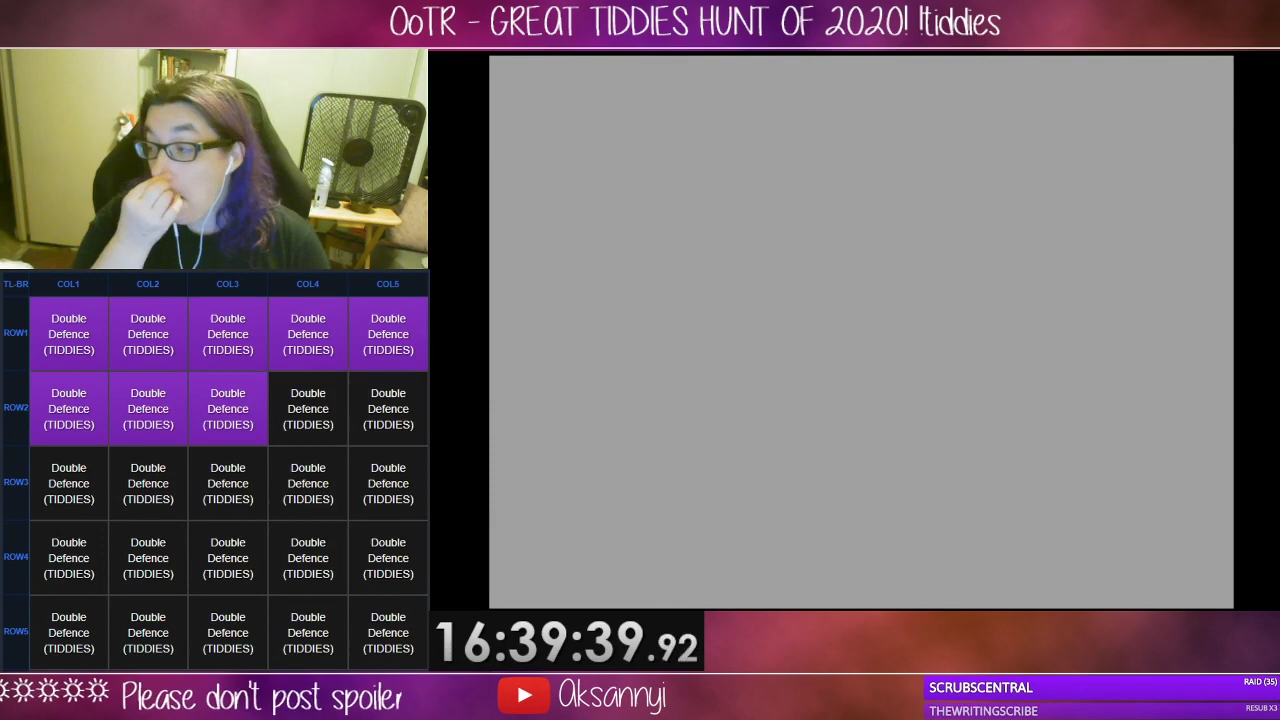 OoTR - GREAT TIDDIES HUNT OF 2020! !tiddies
TL-BR COL1 COL2 COL3 COL4 COL5
ROW1
Double Double Double Double Double
Defence Defence Defence Defence Defence
(TIDDIES) (TIDDIES) (TIDDIES) (TIDDIES) (TIDDIES)
ROW2
Double Double Double Double Double
Defence Defence Defence Defence Defence
(TIDDIES) (TIDDIES) (TIDDIES) (TIDDIES) (TIDDIES)
ROW3
Double Double Double Double Double
Defence Defence Defence Defence Defence
(TIDDIES) (TIDDIES) (TIDDIES) (TIDDIES) (TIDDIES)
ROW4
Double Double Double Double Double
Defence Defence Defence Defence Defence
(TIDDIES) (TIDDIES) (TIDDIES) (TIDDIES) (TIDDIES)
ROW5
Double Double Double Double Double
Defence Defence Defence Defence Defence
(TIDDIES) (TIDDIES) (TIDDIES) (TIDDIES) (TIDDIES)
16:39:39.92
Please don't post spoiler
Aksannyi
SCRUBSCENTRAL RAID (35)
THEWRITINGSCRIBE RESUB X3